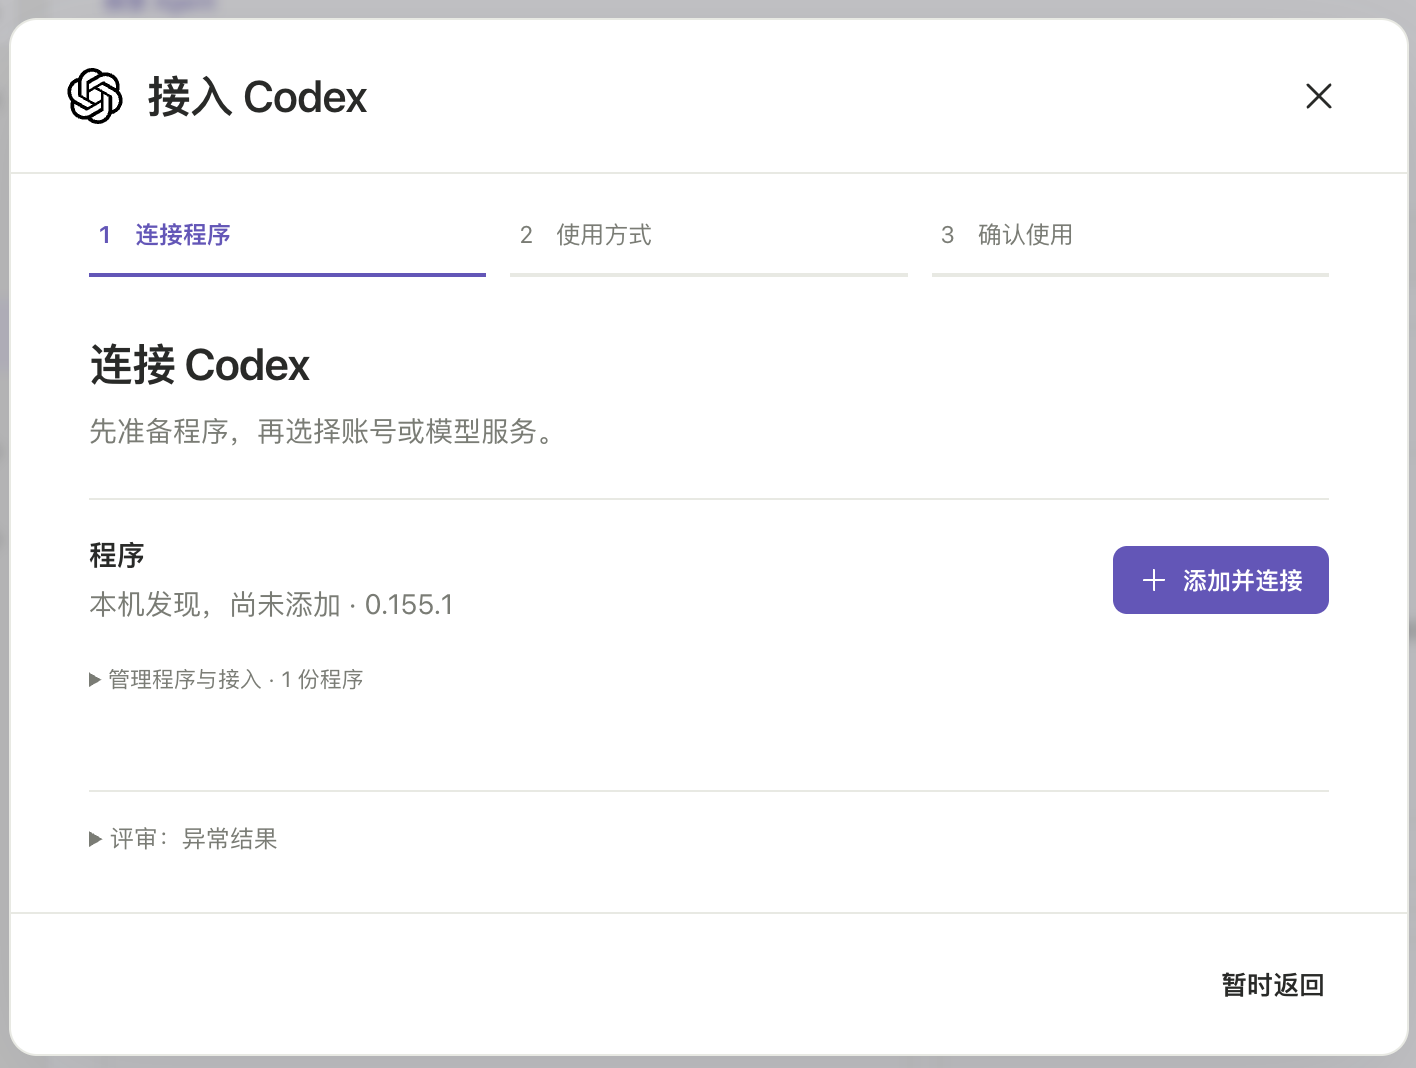 接入 Codex
1 连接程序
2 使用方式
3 确认使用
连接 Codex
先准备程序，再选择账号或模型服务。
程序
本机发现，尚未添加 · 0.155.1
添加并连接
管理程序与接入 · 1 份程序
评审：异常结果
暂时返回